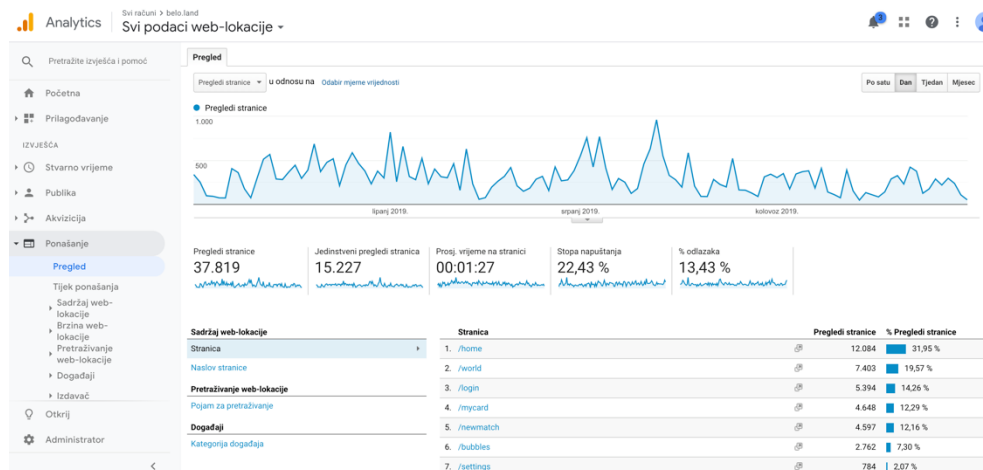 Svi računi > belo.land
Analytics
Svi podaci web-lokacije
3
Pretražite izvješća i pomoć
Početna
Prilagođavanje
IZVJEŠĆA
Stvarno vrijeme
Publika
Akvizicija
Ponašanje
Pregled
Tijek ponašanja
Sadržaj web-
lokacije
Brzina web-
lokacije
Pretraživanje
web-lokacije
Događaji
Izdavač
Otkrij
Administrator
Pregled
Pregledi stranice u odnosu na Odabir mjerne vrijednosti
Po satu Dan Tjedan Mjesec
Pregledi stranice
1.000
500
lipanj 2019. srpanj 2019. kolovoz 2019.
Pregledi stranice
37.819
Jedinstveni pregledi stranica
15.227
Prosj. vrijeme na stranici
00:01:27
Stopa napuštanja
22,43 %
% odlazaka
13,43 %
Sadržaj web-lokacije
Stranica
Naslov stranice
Pretraživanje web-lokacije
Pojam za pretraživanje
Događaji
Kategorija događaja
Stranica Pregledi stranice % Pregledi stranice
1. /home 12.084 31,95 %
2. /world 7.403 19,57 %
3. /login 5.394 14,26 %
4. /mycard 4.648 12,29 %
5. /newmatch 4.597 12,16 %
6. /bubbles 2.762 7,30 %
7. /settings 784 2,07 %